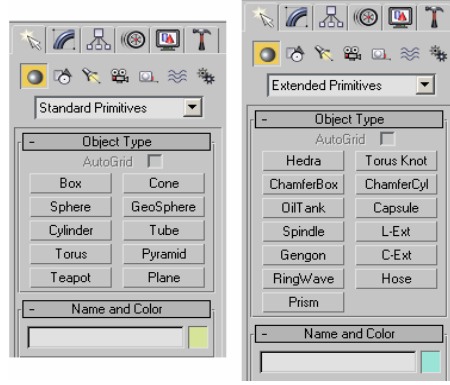 Standard Primitives
- Object Type
AutoGrid
Box Cone
Sphere GeoSphere
Cylinder Tube
Torus Pyramid
Teapot Plane
- Name and Color
Extended Primitives
- Object Type
AutoGrid
Hedra Torus Knot
ChamferBox ChamferCyl
OilTank Capsule
Spindle L-Ext
Gengon C-Ext
RingWave Hose
Prism
- Name and Color